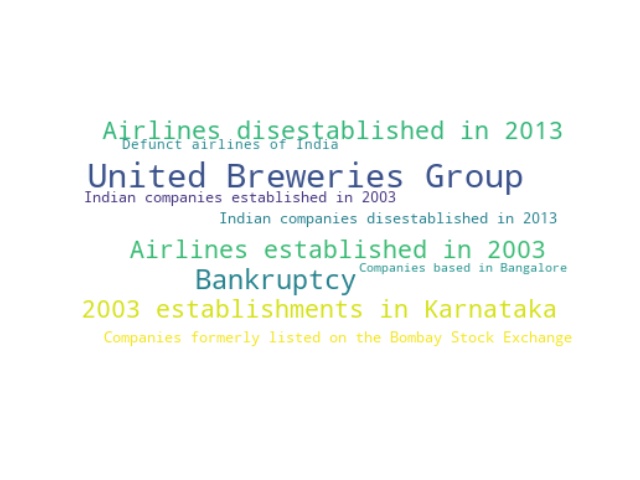 Airlines disestablished in 2013
Defunct airlines of India
United Breweries Group
Indian companies established in 2003
Indian companies disestablished in 2013
Airlines established in 2003
Companies based in Bangalore
Bankruptcy
2003 establishments in Karnataka
Companies formerly listed on the Bombay Stock Exchange